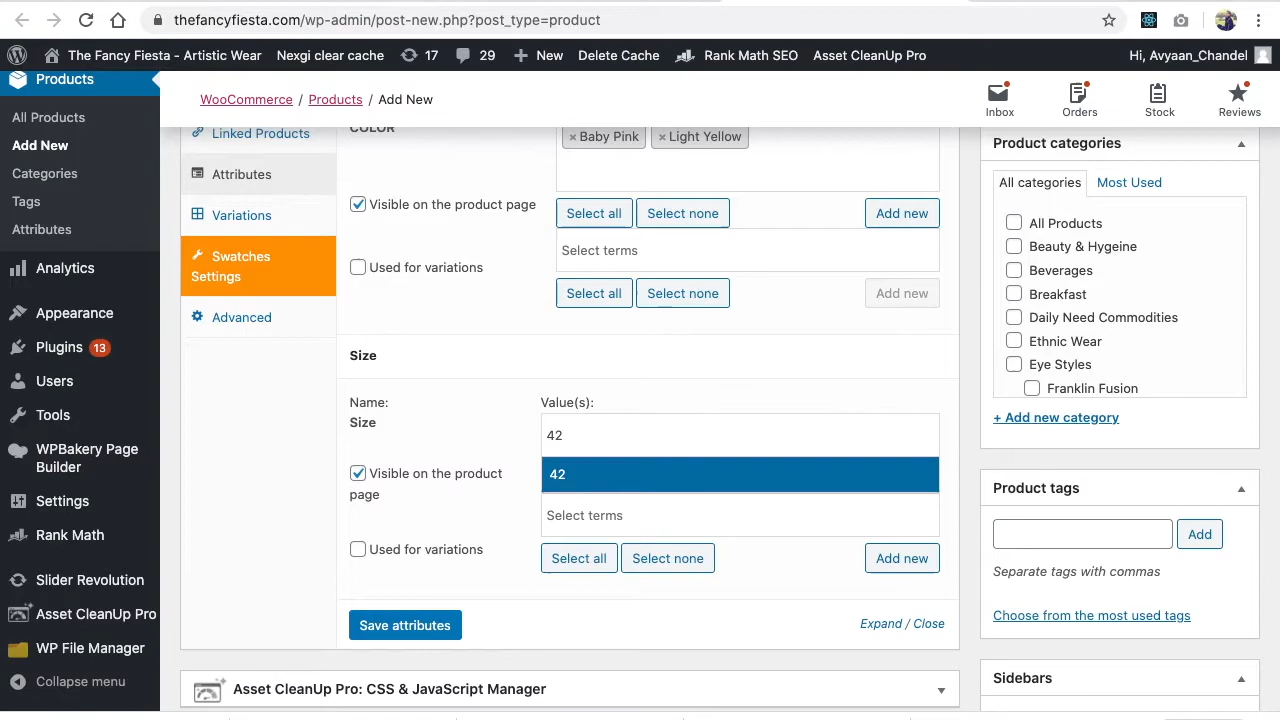 thefancyfiesta.com/wp-admin/post-new.php?post_type=product
The Fancy Fiesta - Artistic Wear
Nexgi clear cache
17
29
New
Delete Cache
Rank Math SEO
Asset CleanUp Pro
Hi, Avyaan_Chandel
Products
All Products
Add New
Categories
Tags
Attributes
Analytics
Appearance
Plugins 13
Users
Tools
WPBakery Page
Builder
Settings
Rank Math
Slider Revolution
Asset CleanUp Pro
WP File Manager
Collapse menu
WooCommerce / Products / Add New
Inbox
Orders
Stock
Reviews
Linked Products
Attributes
Variations
Swatches
Settings
Advanced
COLOR
× Baby Pink × Light Yellow
Visible on the product page
Select all Select none Add new
Select terms
Used for variations
Select all Select none Add new
Size
Name:
Size
Value(s):
42
42
Visible on the product
page
Select terms
Used for variations
Select all Select none Add new
Save attributes
Expand / Close
Asset CleanUp Pro: CSS & JavaScript Manager
Product categories
All categories Most Used
All Products
Beauty & Hygeine
Beverages
Breakfast
Daily Need Commodities
Ethnic Wear
Eye Styles
Franklin Fusion
+ Add new category
Product tags
Add
Separate tags with commas
Choose from the most used tags
Sidebars